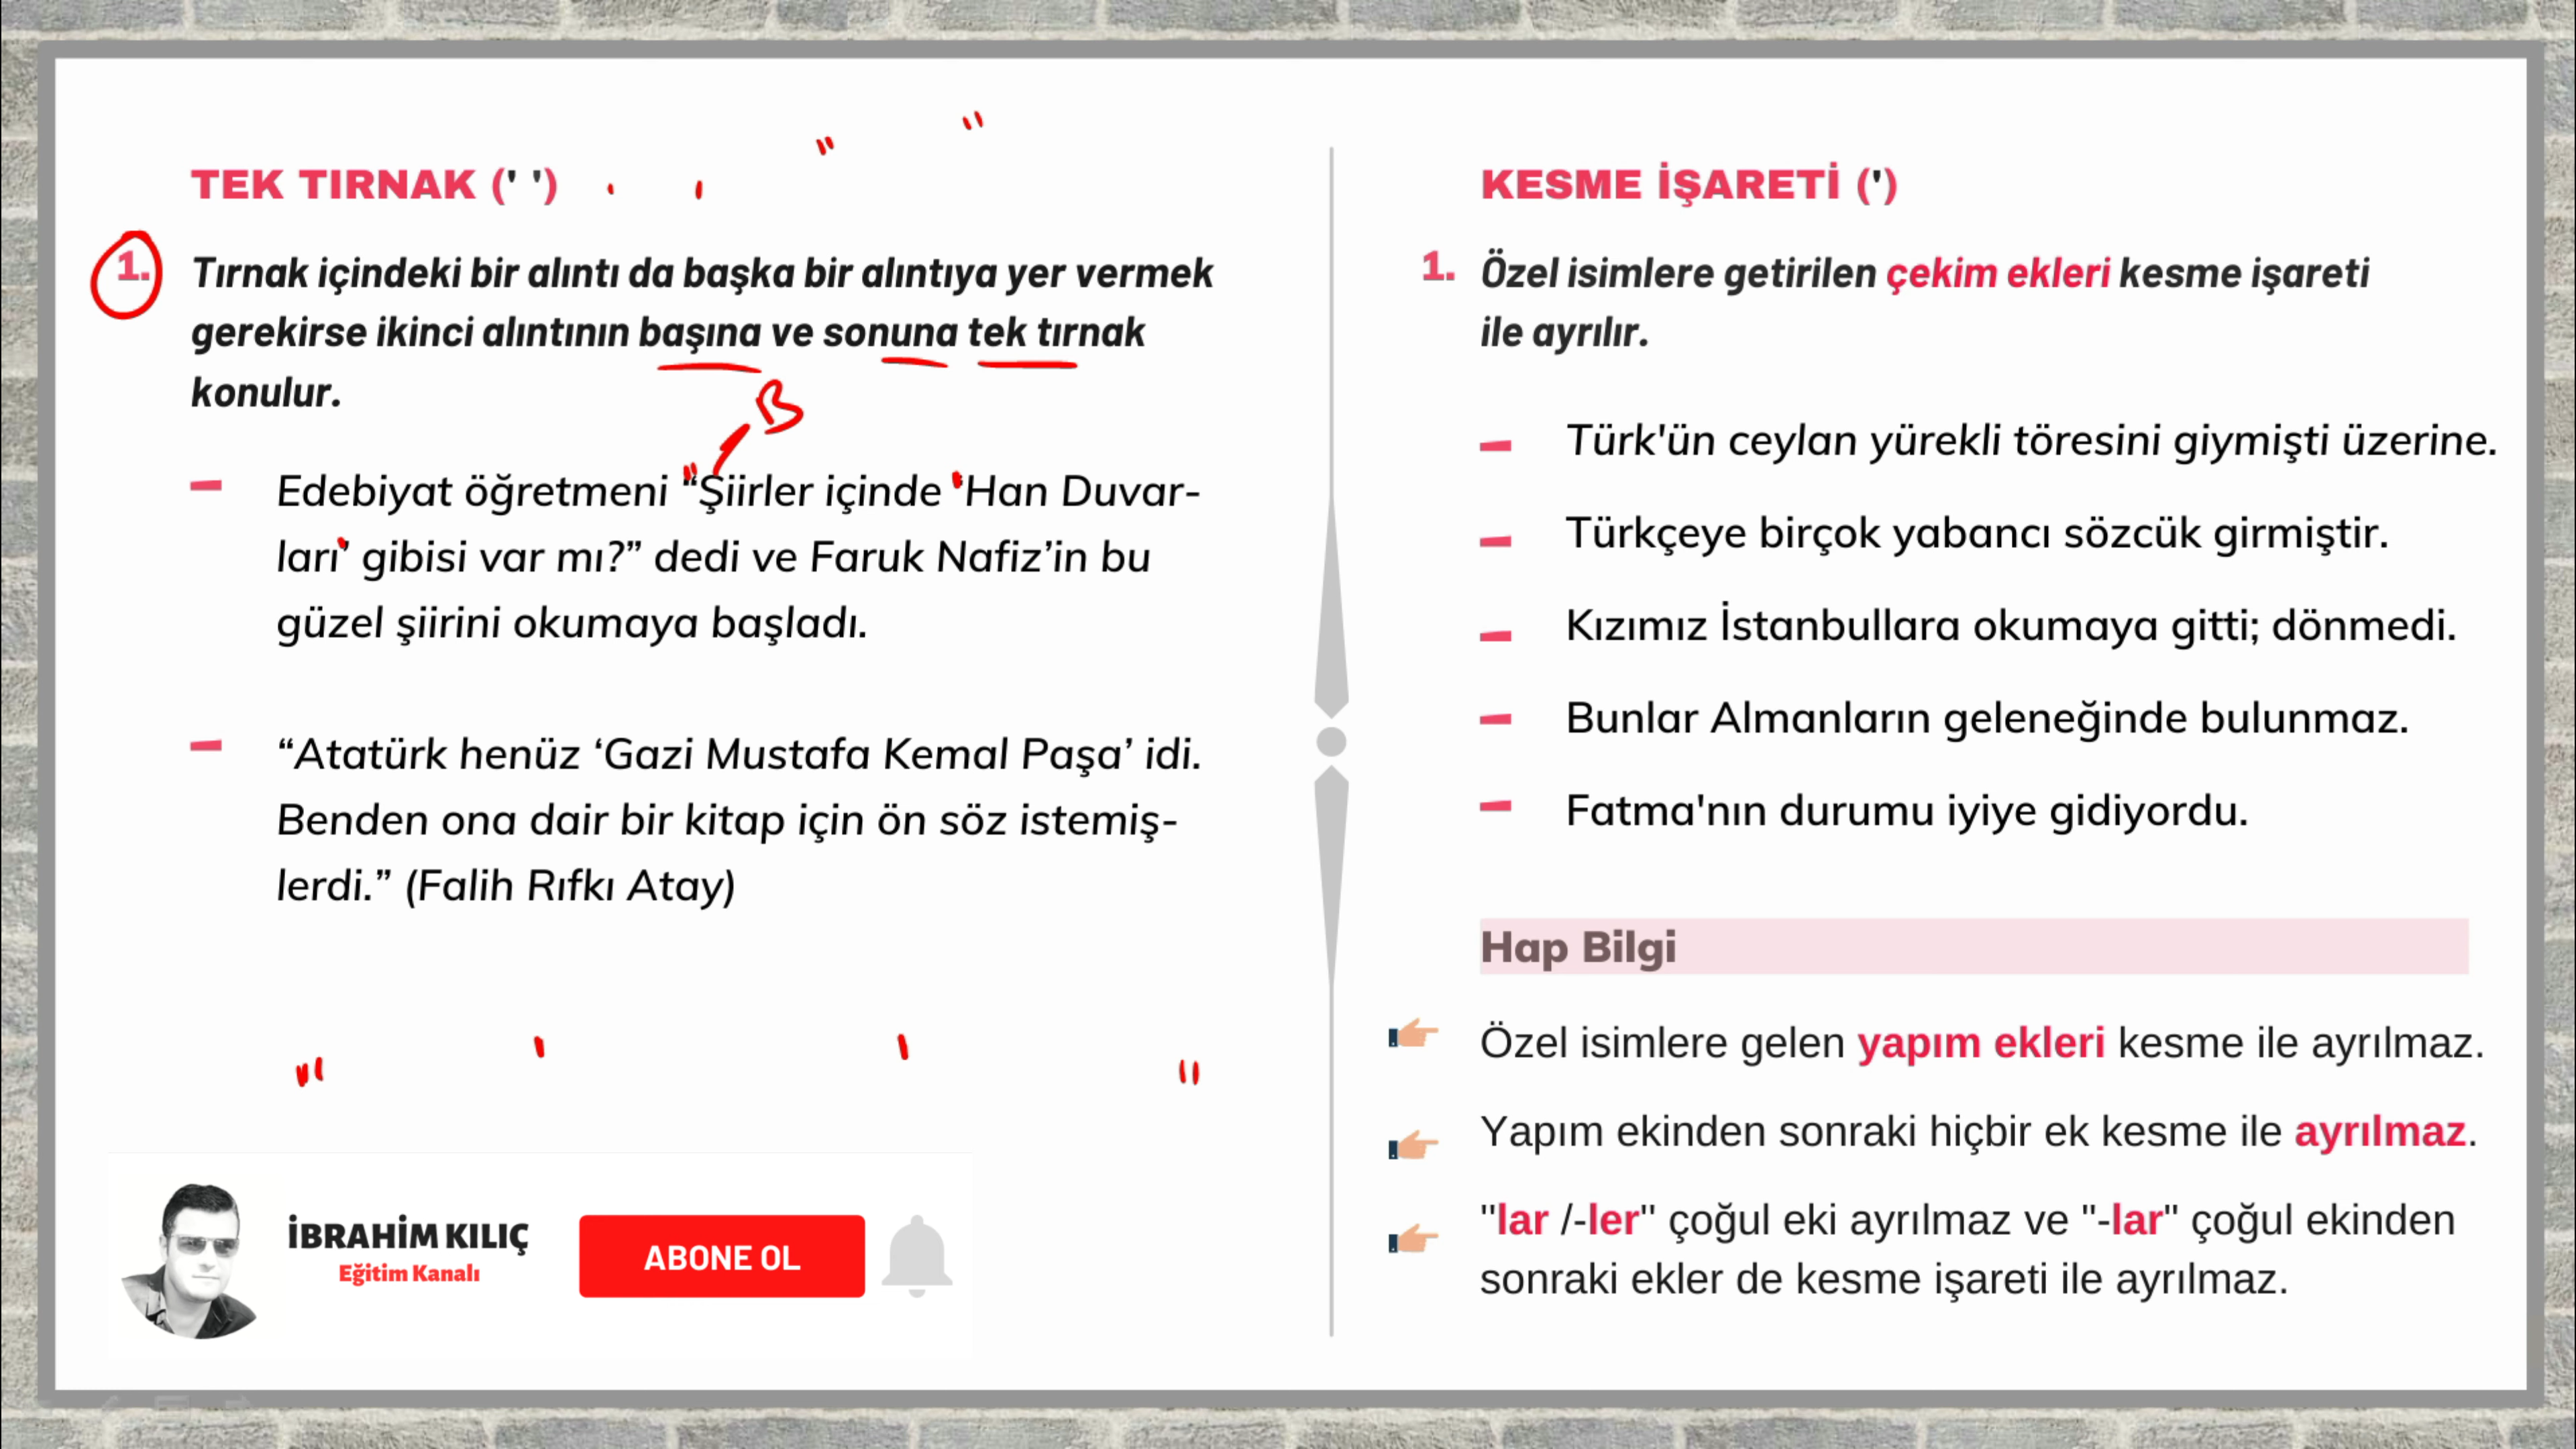 TEK TIRNAK (' ')
1. Tırnak içindeki bir alıntı da başka bir alıntıya yer vermek
gerekirse ikinci alıntının başına ve sonuna tek tırnak
konulur.
B
- Edebiyat öğretmeni “Şiirler içinde ‘Han Duvar-
ları’ gibisi var mı?” dedi ve Faruk Nafiz’in bu
güzel şiirini okumaya başladı.
- “Atatürk henüz ‘Gazi Mustafa Kemal Paşa’ idi.
Benden ona dair bir kitap için ön söz istemiş-
lerdi.” (Falih Rıfkı Atay)
İBRAHİM KILIÇ
Eğitim Kanalı
ABONE OL
KESME İŞARETİ (')
1. Özel isimlere getirilen çekim ekleri kesme işareti
ile ayrılır.
- Türk'ün ceylan yürekli töresini giymişti üzerine.
- Türkçeye birçok yabancı sözcük girmiştir.
- Kızımız İstanbullara okumaya gitti; dönmedi.
- Bunlar Almanların geleneğinde bulunmaz.
- Fatma'nın durumu iyiye gidiyordu.
Hap Bilgi
Özel isimlere gelen yapım ekleri kesme ile ayrılmaz.
Yapım ekinden sonraki hiçbir ek kesme ile ayrılmaz.
"lar /-ler" çoğul eki ayrılmaz ve "-lar" çoğul ekinden
sonraki ekler de kesme işareti ile ayrılmaz.